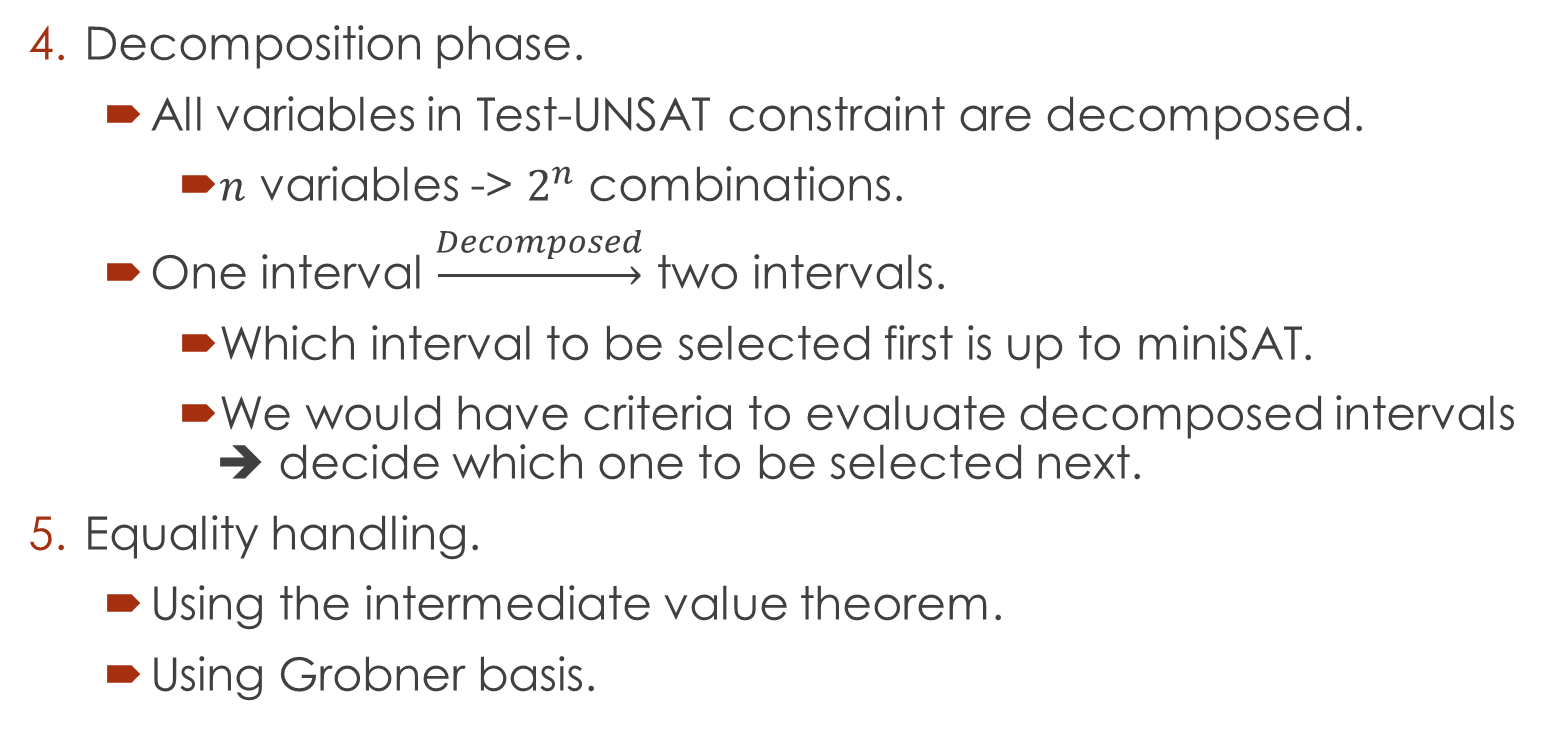 4. Decomposition phase.
All variables in Test-UNSAT constraint are decomposed.
n variables -> 2ⁿ combinations.
Decomposed
One interval → two intervals.
Which interval to be selected first is up to miniSAT.
We would have criteria to evaluate decomposed intervals
➔ decide which one to be selected next.
5. Equality handling.
Using the intermediate value theorem.
Using Grobner basis.